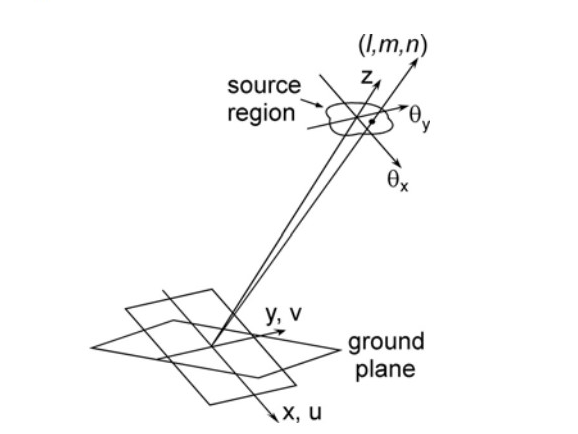 (l,m,n)
z
source
region
θy
θx
y, v
ground
plane
x, u